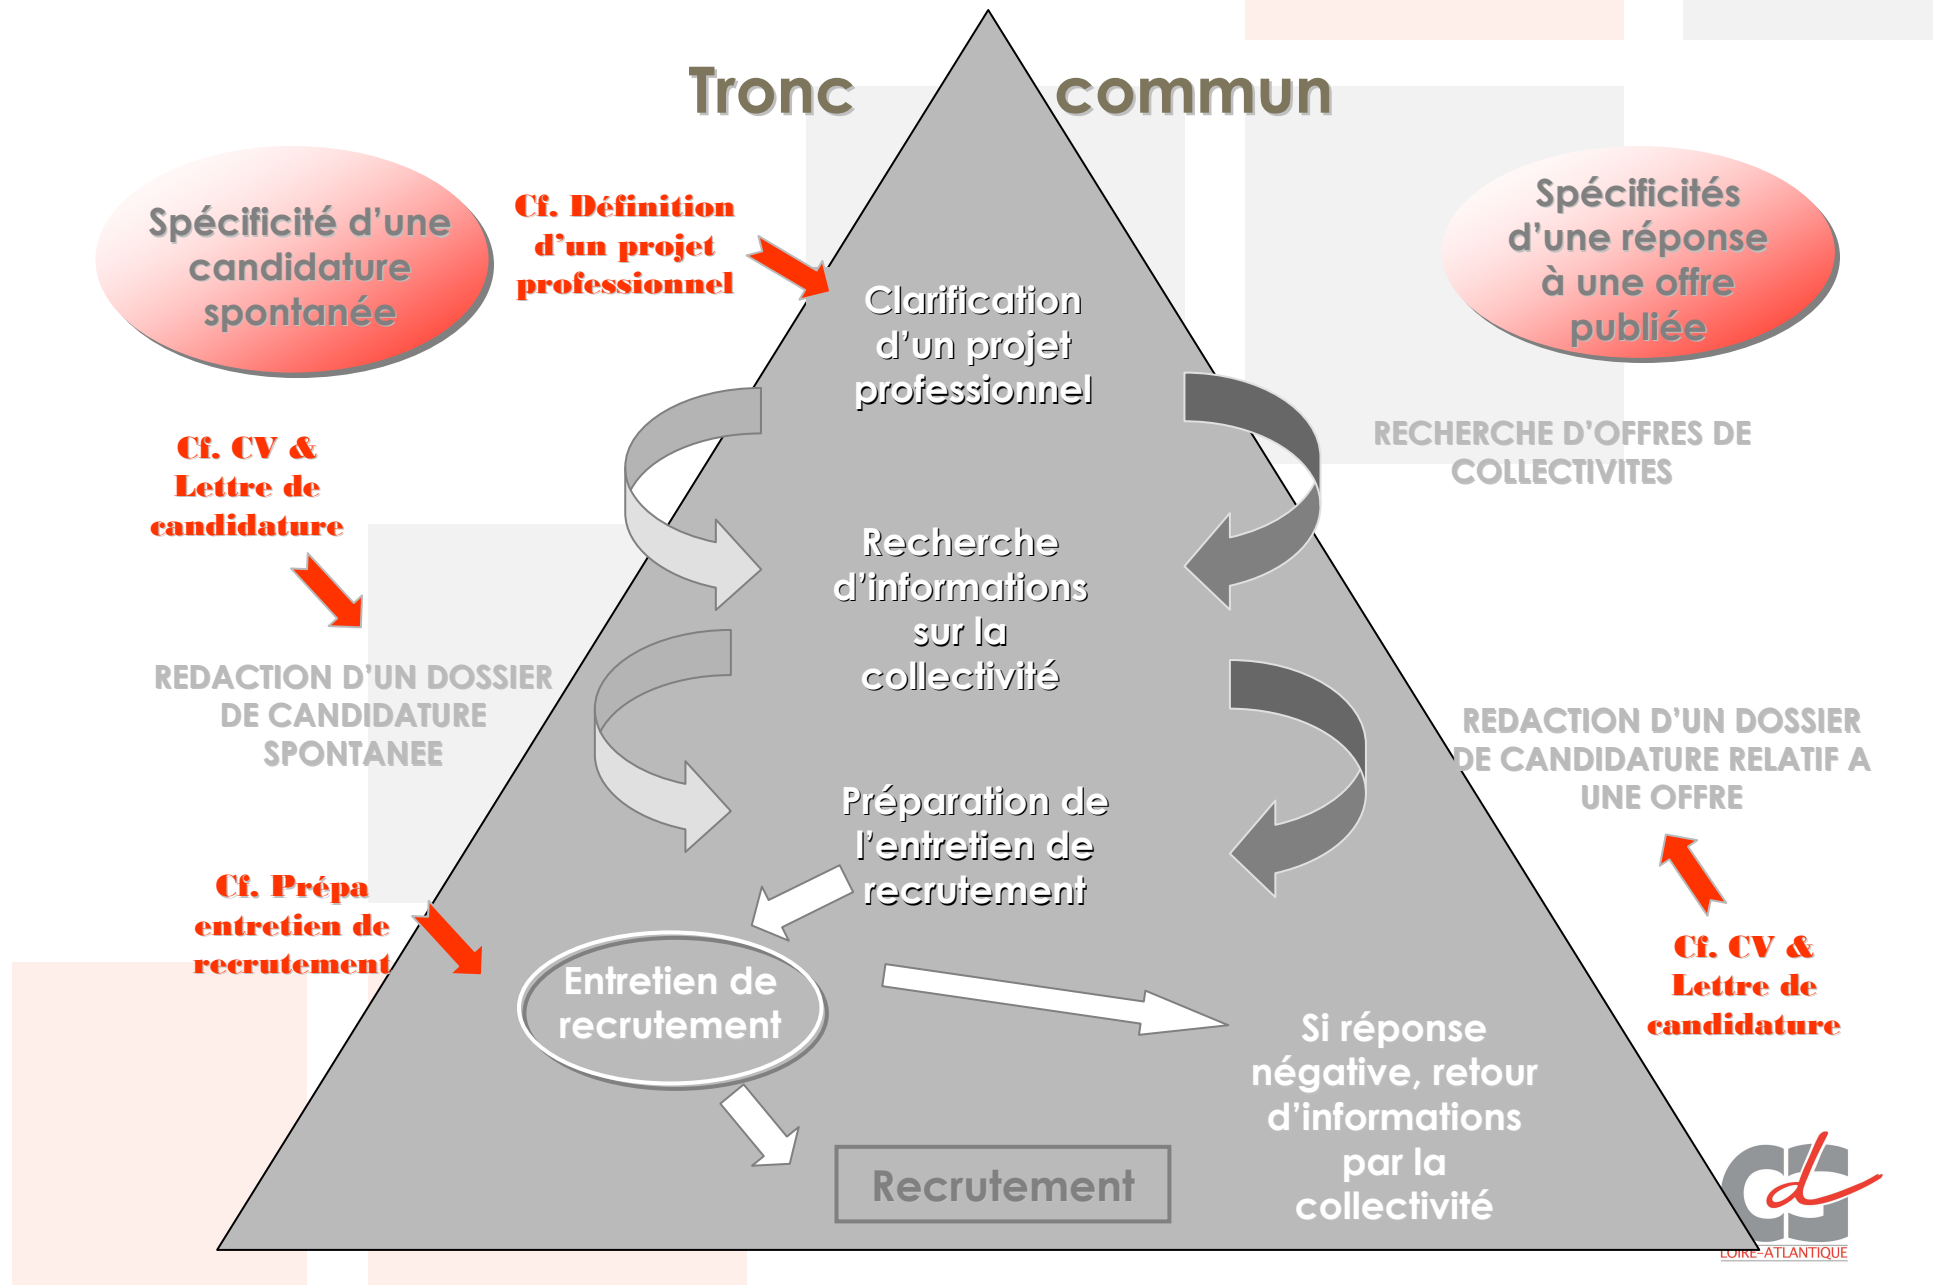 Tronc commun
Spécificité d’une
candidature
spontanée
Cf. Définition
d’un projet
professionnel
Spécificités
d’une réponse
à une offre
publiée
Clarification
d’un projet
professionnel
RECHERCHE D’OFFRES DE
COLLECTIVITES
Cf. CV &
Lettre de
candidature
Recherche
d’informations
sur la
collectivité
REDACTION D’UN DOSSIER
DE CANDIDATURE
SPONTANEE
REDACTION D’UN DOSSIER
DE CANDIDATURE RELATIF A
UNE OFFRE
Préparation de
l’entretien de
recrutement
Cf. Prépa
entretien de
recrutement
Cf. CV &
Lettre de
candidature
Entretien de
recrutement
Si réponse
négative, retour
d’informations
par la
collectivité
Recrutement
cdG
LOIRE-ATLANTIQUE